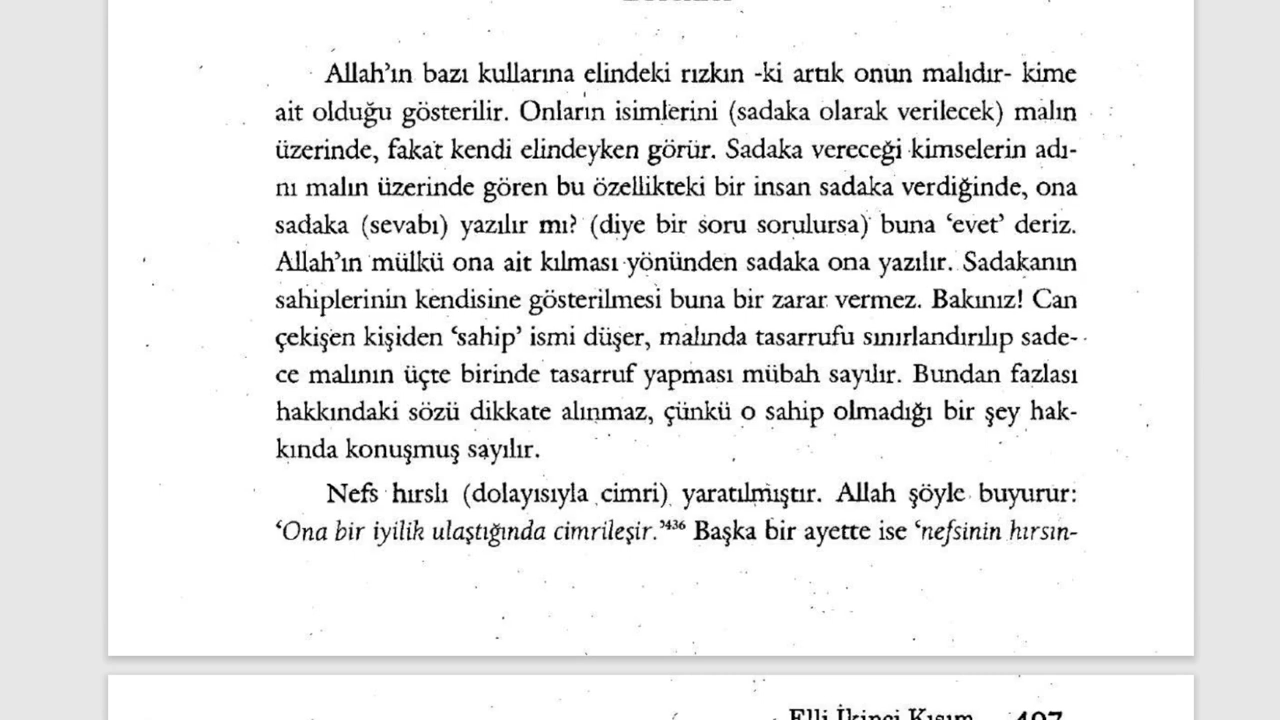 Allah’ın bazı kullarına elindeki rızkın -ki artık onun malıdır- kime
ait olduğu gösterilir. Onların isimlerini (sadaka olarak verilecek) malın
üzerinde, fakat kendi elindeyken görür. Sadaka vereceği kimselerin adı-
nı malın üzerinde gören bu özellikteki bir insan sadaka verdiğinde, ona
sadaka (sevabı) yazılır mı? (diye bir soru sorulursa) buna ‘evet’ deriz.
Allah’ın mülkü ona ait kılması yönünden sadaka ona yazılır. Sadakanın
sahiplerinin kendisine gösterilmesi buna bir zarar vermez. Bakınız! Can
çekişen kişiden ‘sahip’ ismi düşer, malında tasarrufu sınırlandırılıp sade-
ce malının üçte birinde tasarruf yapması mübah sayılır. Bundan fazlası
hakkındaki sözü dikkate alınmaz, çünkü o sahip olmadığı bir şey hak-
kında konuşmuş sayılır.
Nefs hırslı (dolayısıyla cimri) yaratılmıştır. Allah şöyle buyurur:
‘Ona bir iyilik ulaştığında cimrileşir.’436 Başka bir ayette ise ‘nefsinin hırsın-
Elli İkinci Kısım 407